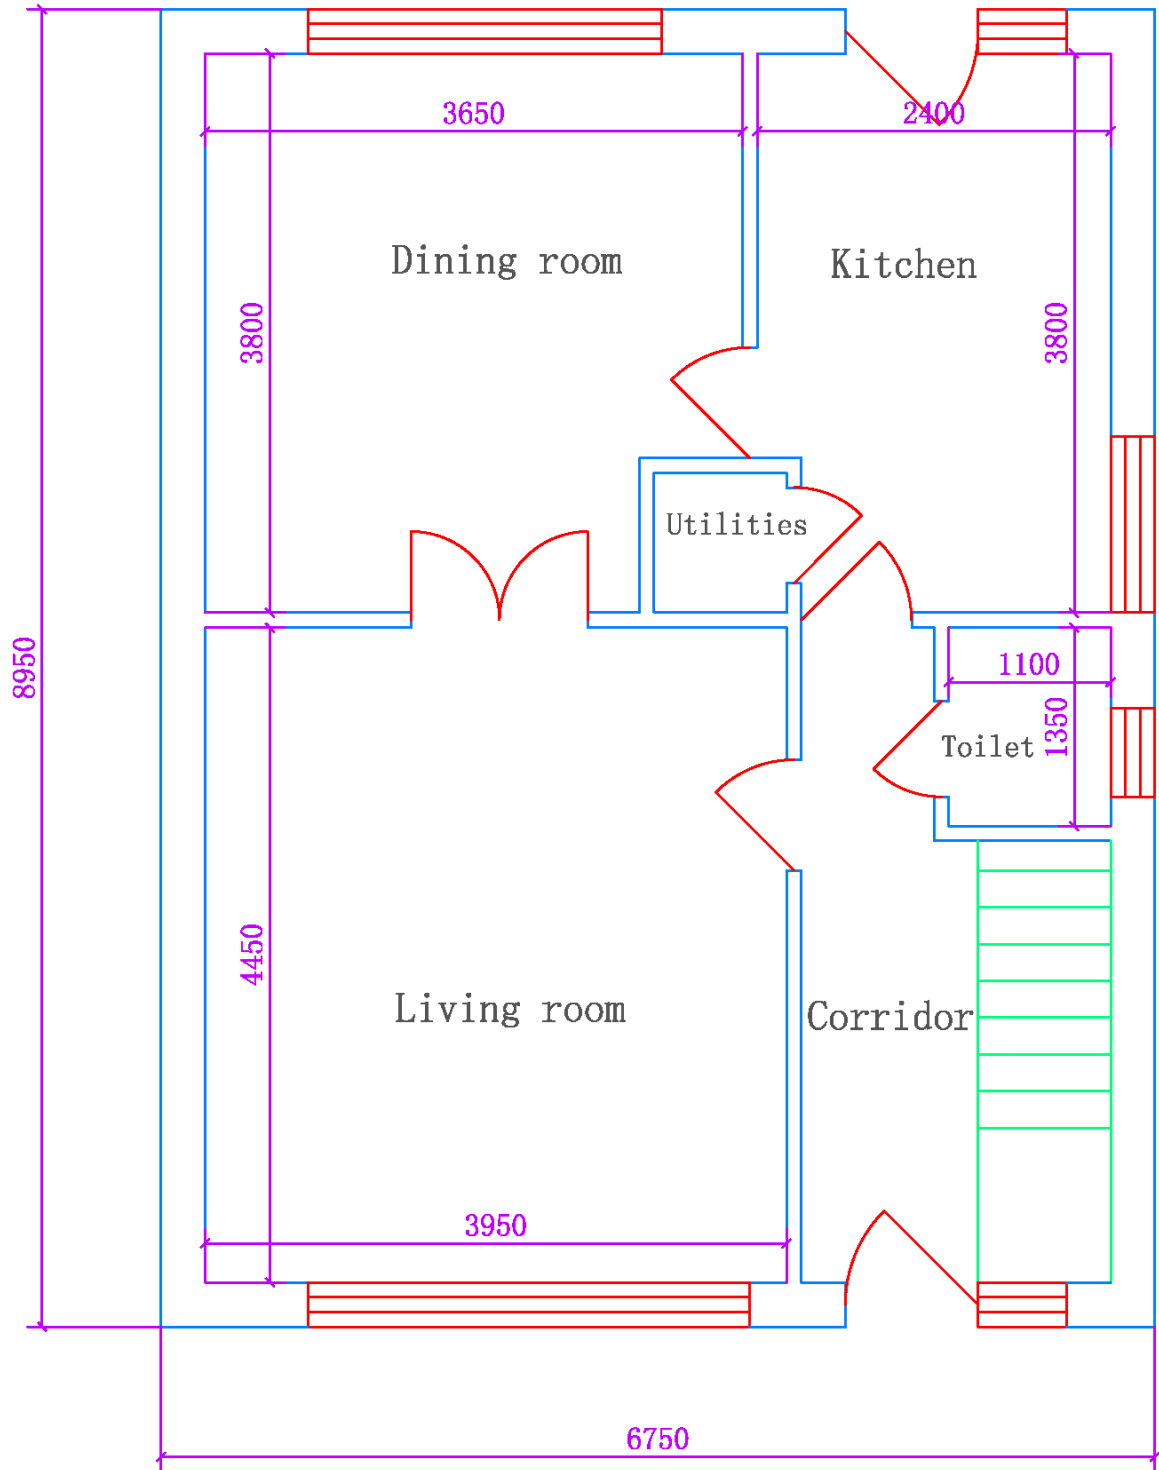 3650
2400
Dining room
Kitchen
3800
3800
Utilities
8950
1100
1350
Toilet
4450
Living room
Corridor
3950
6750